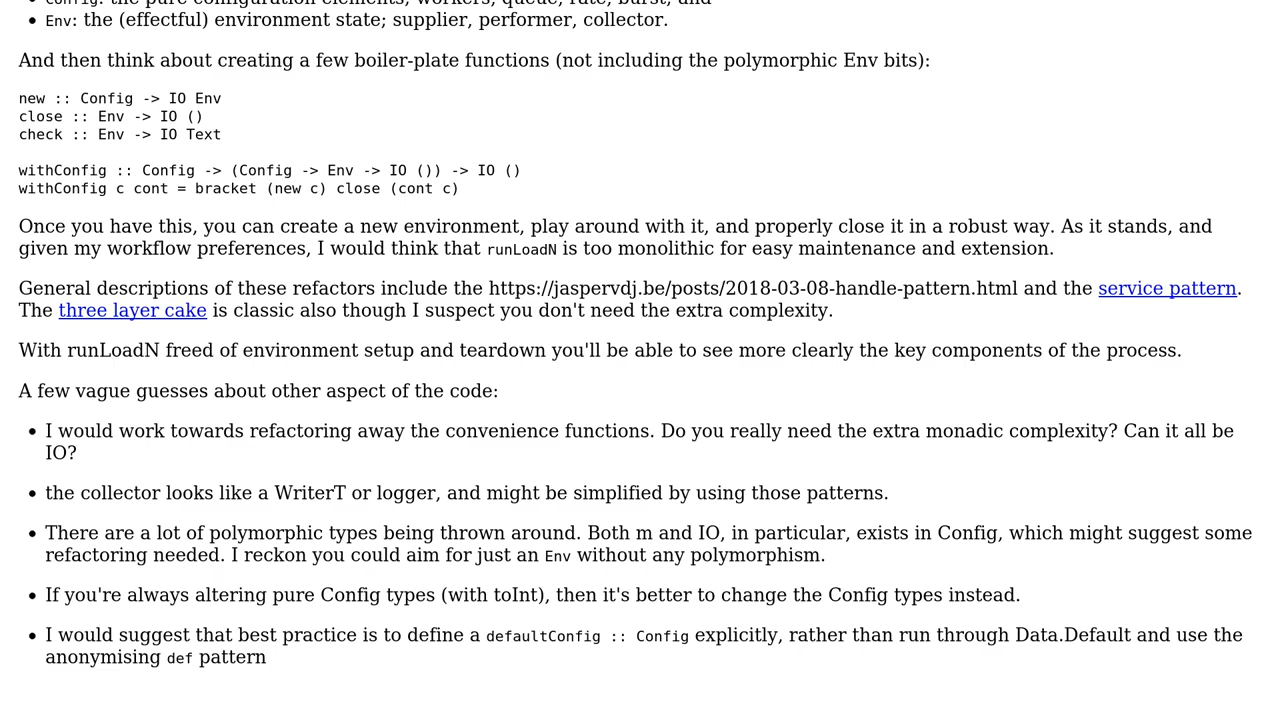 Config: the pure configuration elements; workers, queue, rate, burst, and
Env: the (effectful) environment state; supplier, performer, collector.
And then think about creating a few boiler-plate functions (not including the polymorphic Env bits):
new :: Config -> IO Env
close :: Env -> IO ()
check :: Env -> IO Text
withConfig :: Config -> (Config -> Env -> IO ()) -> IO ()
withConfig c cont = bracket (new c) close (cont c)
Once you have this, you can create a new environment, play around with it, and properly close it in a robust way. As it stands, and
given my workflow preferences, I would think that runLoadN is too monolithic for easy maintenance and extension.
General descriptions of these refactors include the https://jaspervdj.be/posts/2018-03-08-handle-pattern.html and the service pattern.
The three layer cake is classic also though I suspect you don't need the extra complexity.
With runLoadN freed of environment setup and teardown you'll be able to see more clearly the key components of the process.
A few vague guesses about other aspect of the code:
I would work towards refactoring away the convenience functions. Do you really need the extra monadic complexity? Can it all be
IO?
the collector looks like a WriterT or logger, and might be simplified by using those patterns.
There are a lot of polymorphic types being thrown around. Both m and IO, in particular, exists in Config, which might suggest some
refactoring needed. I reckon you could aim for just an Env without any polymorphism.
If you're always altering pure Config types (with toInt), then it's better to change the Config types instead.
I would suggest that best practice is to define a defaultConfig :: Config explicitly, rather than run through Data.Default and use the
anonymising def pattern